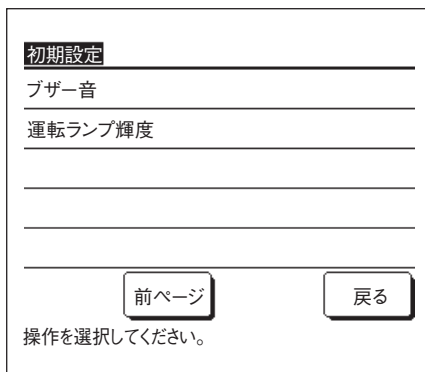 初期設定
ブザー音
運転ランプ輝度
前ページ
戻る
操作を選択してください。